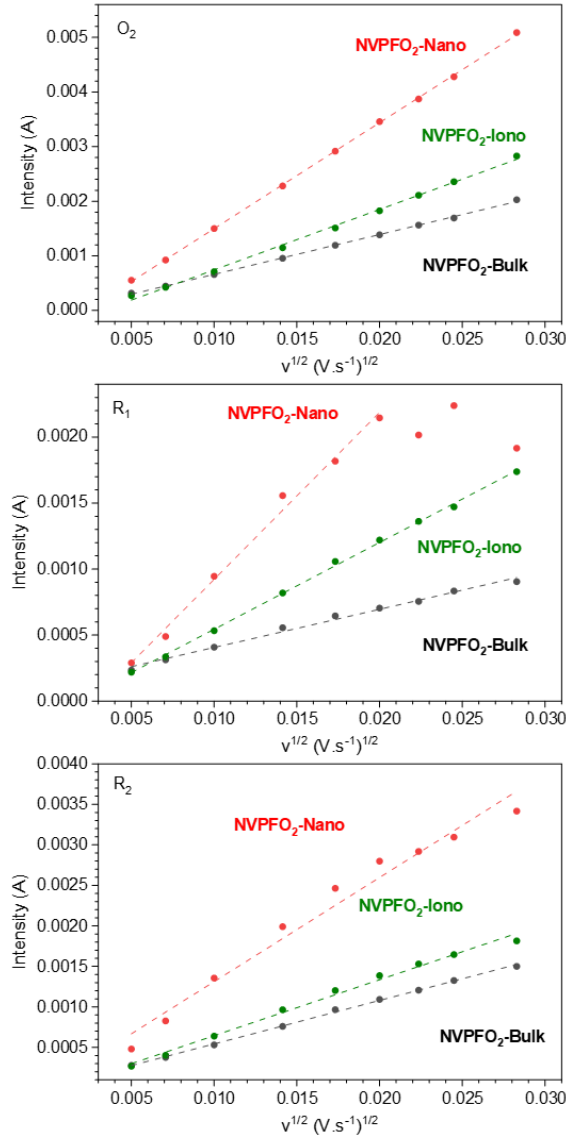 O₂
NVPFO₂-Nano
NVPFO₂-Iono
NVPFO₂-Bulk
Intensity (A)
0.005
0.004
0.003
0.002
0.001
0.000
0.005 0.010 0.015 0.020 0.025 0.030
v^1/2 (V.s⁻¹)^1/2
R₁
NVPFO₂-Nano
NVPFO₂-Iono
NVPFO₂-Bulk
Intensity (A)
0.0020
0.0015
0.0010
0.0005
0.0000
0.005 0.010 0.015 0.020 0.025 0.030
v^1/2 (V.s⁻¹)^1/2
R₂
NVPFO₂-Nano
NVPFO₂-Iono
NVPFO₂-Bulk
Intensity (A)
0.0040
0.0035
0.0030
0.0025
0.0020
0.0015
0.0010
0.0005
0.005 0.010 0.015 0.020 0.025 0.030
v^1/2 (V.s⁻¹)^1/2